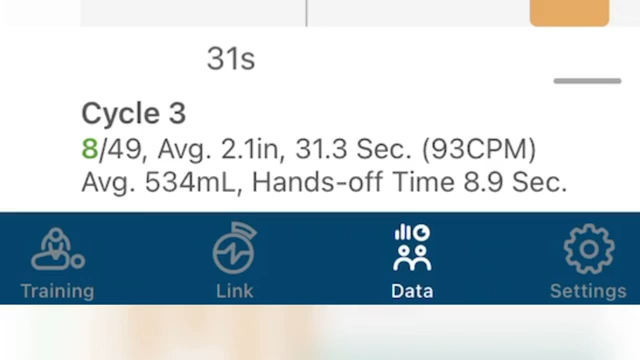 31s
Cycle 3
8/49, Avg. 2.1in, 31.3 Sec. (93CPM)
Avg. 534mL, Hands-off Time 8.9 Sec.
Training Link Data Settings